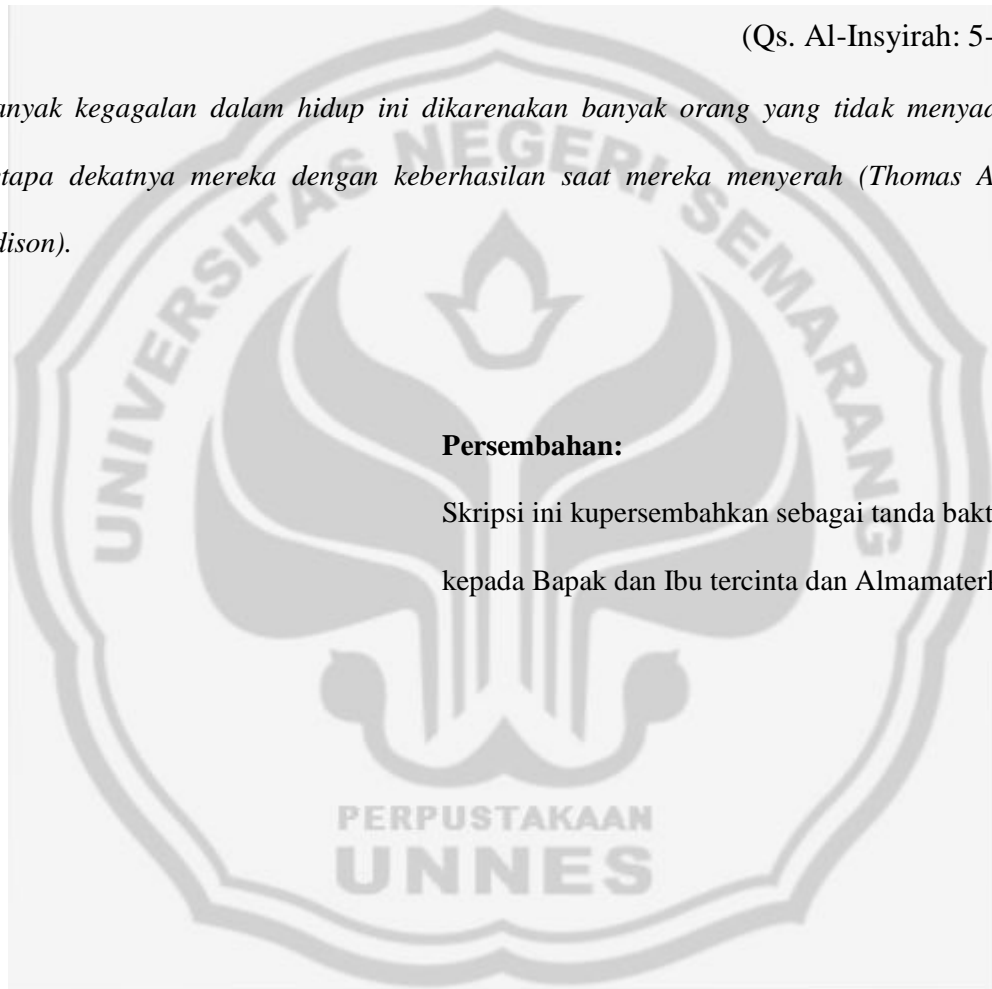 (Qs. Al-Insyirah: 5-
anyak kegagalan dalam hidup ini dikarenakan banyak orang yang tidak menyad
tapa dekatnya mereka dengan keberhasilan saat mereka menyerah (Thomas A
dison).
UNIVERSITAS NEGERI SEMARANG
Persembahan:
Skripsi ini kupersembahkan sebagai tanda bakt
kepada Bapak dan Ibu tercinta dan Almamater
PERPUSTAKAAN
UNNES